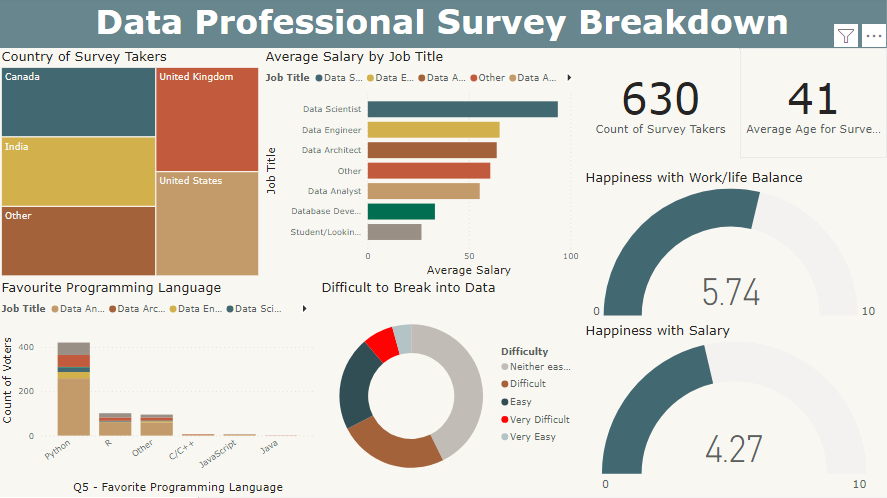 Data Professional Survey Breakdown
Country of Survey Takers
Canada
United Kingdom
India
United States
Other
Average Salary by Job Title
Job Title Data S... Data E... Data A... Other Data A...
Job Title
Data Scientist
Data Engineer
Data Architect
Other
Data Analyst
Database Deve...
Student/Lookin...
0 50 100
Average Salary
630
Count of Survey Takers
41
Average Age for Surve...
Happiness with Work/life Balance
5.74
0 10
Happiness with Salary
4.27
0 10
Favourite Programming Language
Job Title Data An... Data Arc... Data En... Data Sci...
Count of Voters
400
200
0
Python R Other C/C++ JavaScript Java
Q5 - Favorite Programming Language
Difficult to Break into Data
Difficulty
Neither eas...
Difficult
Easy
Very Difficult
Very Easy